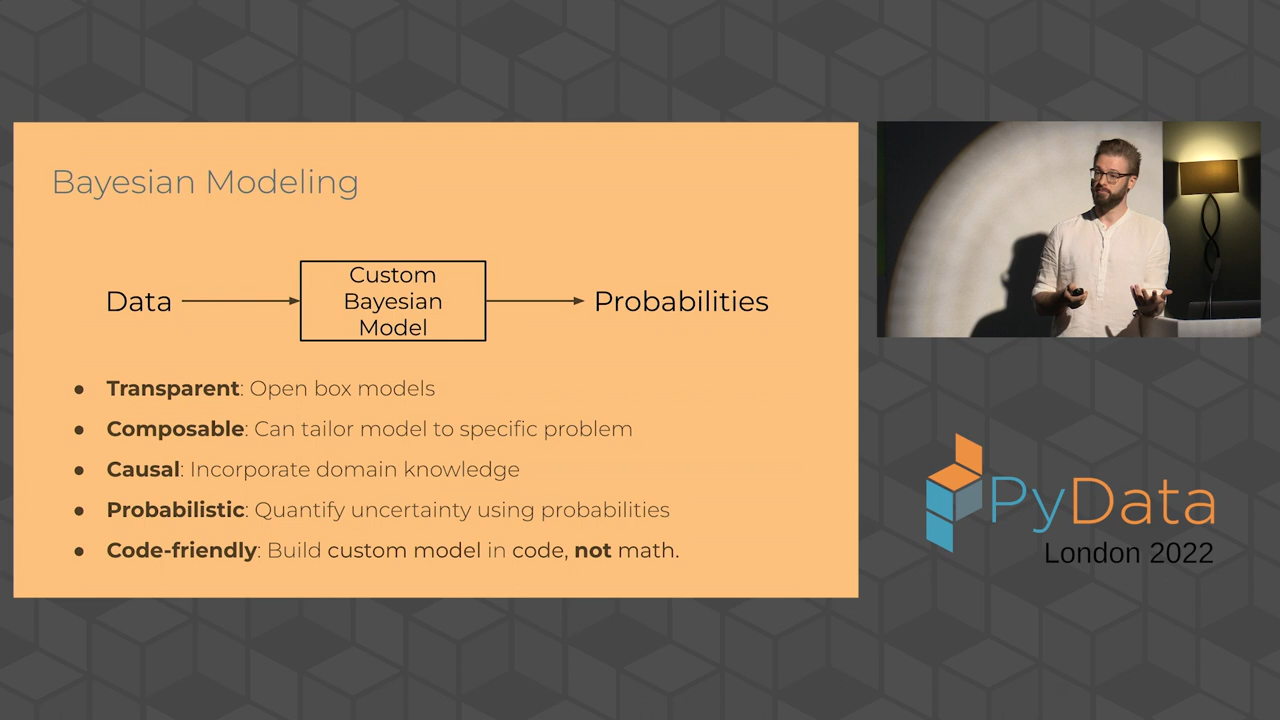 Bayesian Modeling
Data
Custom
Bayesian
Model
Probabilities
● Transparent: Open box models
● Composable: Can tailor model to specific problem
● Causal: Incorporate domain knowledge
● Probabilistic: Quantify uncertainty using probabilities
● Code-friendly: Build custom model in code, not math.
PyData
London 2022